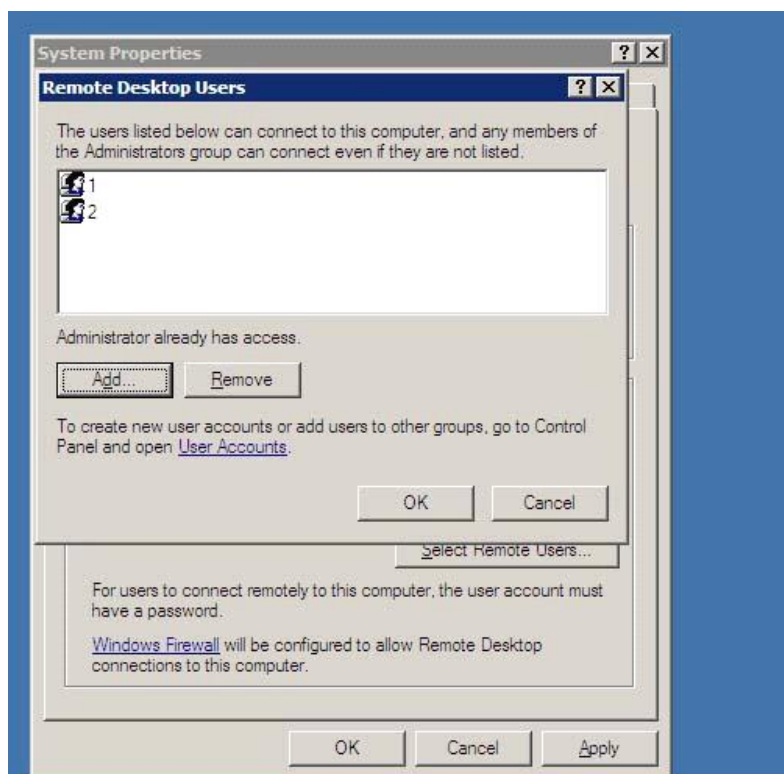 System Properties
Remote Desktop Users
The users listed below can connect to this computer, and any members of
the Administrators group can connect even if they are not listed.
1
2
Administrator already has access.
Add... Remove
To create new user accounts or add users to other groups, go to Control
Panel and open User Accounts.
OK Cancel
Select Remote Users...
For users to connect remotely to this computer, the user account must
have a password.
Windows Firewall will be configured to allow Remote Desktop
connections to this computer.
OK Cancel Apply